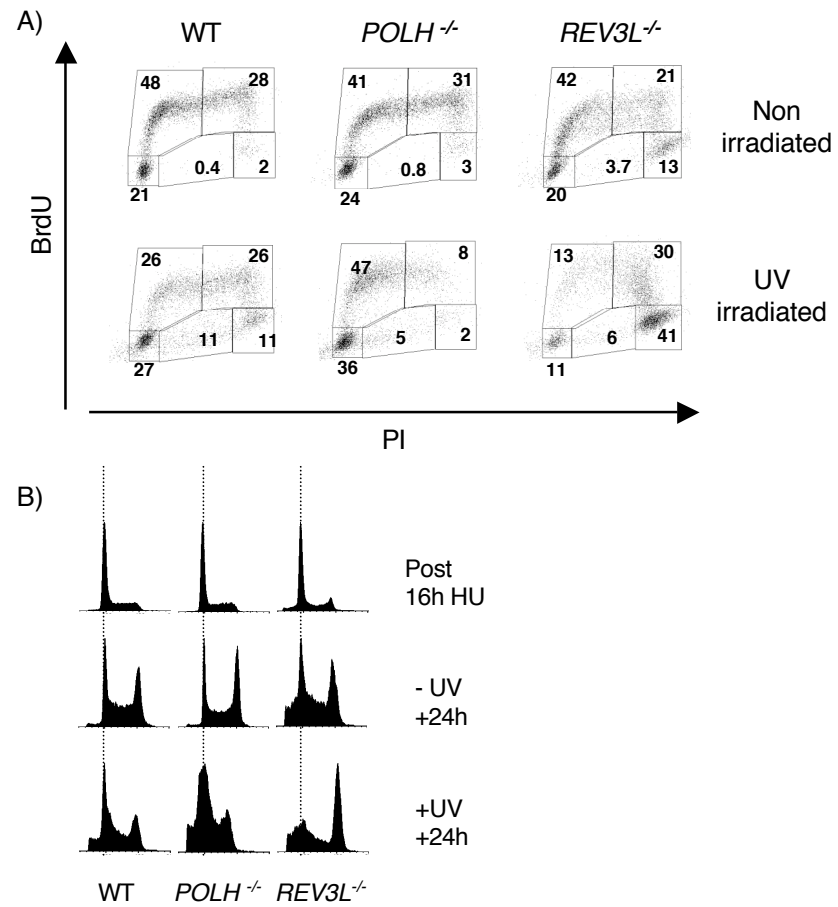 A)
WT
POLH -/-
REV3L-/-
48
28
0.4
2
21
41
31
0.8
3
24
42
21
3.7
13
20
Non
irradiated
26
26
11
11
27
47
8
5
2
36
13
30
6
41
11
UV
irradiated
BrdU
PI
B)
Post
16h HU
- UV
+24h
+UV
+24h
WT
POLH -/-
REV3L-/-